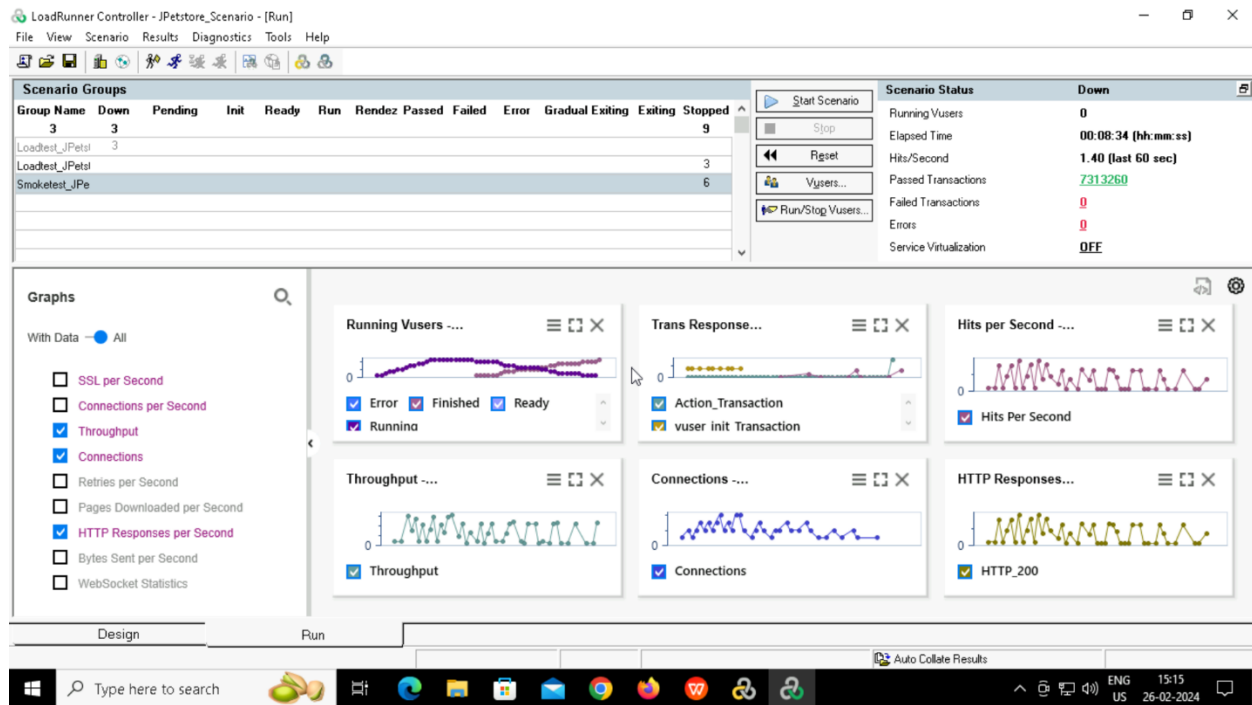 LoadRunner Controller - JPetstore_Scenario - [Run]
File View Scenario Results Diagnostics Tools Help
Scenario Groups
Group Name Down Pending Init Ready Run Rendez Passed Failed Error Gradual Exiting Exiting Stopped
3 3 9
Loadtest_JPetst 3
Loadtest_JPetst 3
Smoketest_JPe 6
Start Scenario
Stop
Reset
Vusers...
Run/Stop Vusers...
Scenario Status Down
Running Vusers 0
Elapsed Time 00:08:34 (hh:mm:ss)
Hits/Second 1.40 (last 60 sec)
Passed Transactions 7313260
Failed Transactions 0
Errors 0
Service Virtualization OFF
Graphs
With Data All
SSL per Second
Connections per Second
Throughput
Connections
Retries per Second
Pages Downloaded per Second
HTTP Responses per Second
Bytes Sent per Second
WebSocket Statistics
Running Vusers -...
0
Error Finished Ready
Running
Trans Response...
0
Action_Transaction
vuser init Transaction
Hits per Second -...
0
Hits Per Second
Throughput -...
0
Throughput
Connections -...
0
Connections
HTTP Responses...
0
HTTP_200
Design Run
Auto Collate Results
Type here to search
ENG
US
15:15
26-02-2024